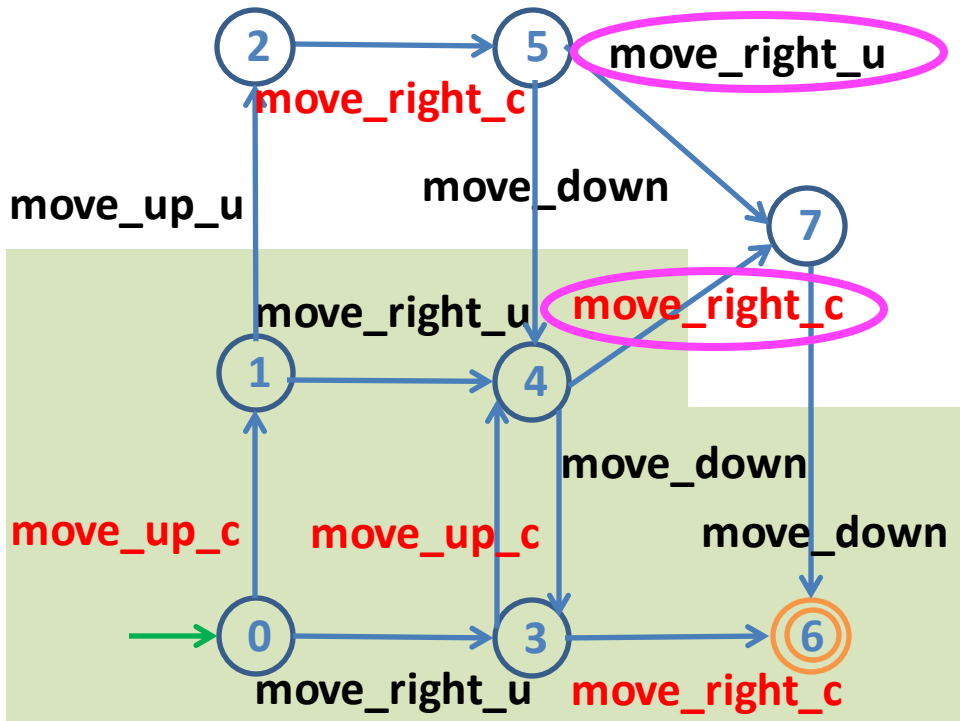 2
5
move_right_u
move_right_c
move_down
move_up_u
7
move_right_u
move_right_c
1
4
move_down
move_up_c
move_up_c
move_down
0
3
6
move_right_u
move_right_c